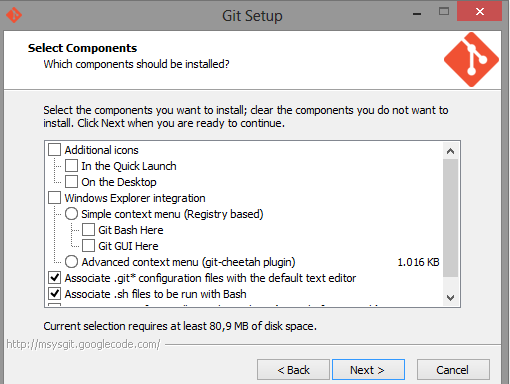 Git Setup
Select Components
Which components should be installed?
Select the components you want to install; clear the components you do not want to
install. Click Next when you are ready to continue.
Additional icons
In the Quick Launch
On the Desktop
Windows Explorer integration
Simple context menu (Registry based)
Git Bash Here
Git GUI Here
Advanced context menu (git-cheetah plugin) 1.016 KB
Associate .git* configuration files with the default text editor
Associate .sh files to be run with Bash
Current selection requires at least 80,9 MB of disk space.
http://msysgit.googlecode.com/
< Back Next > Cancel